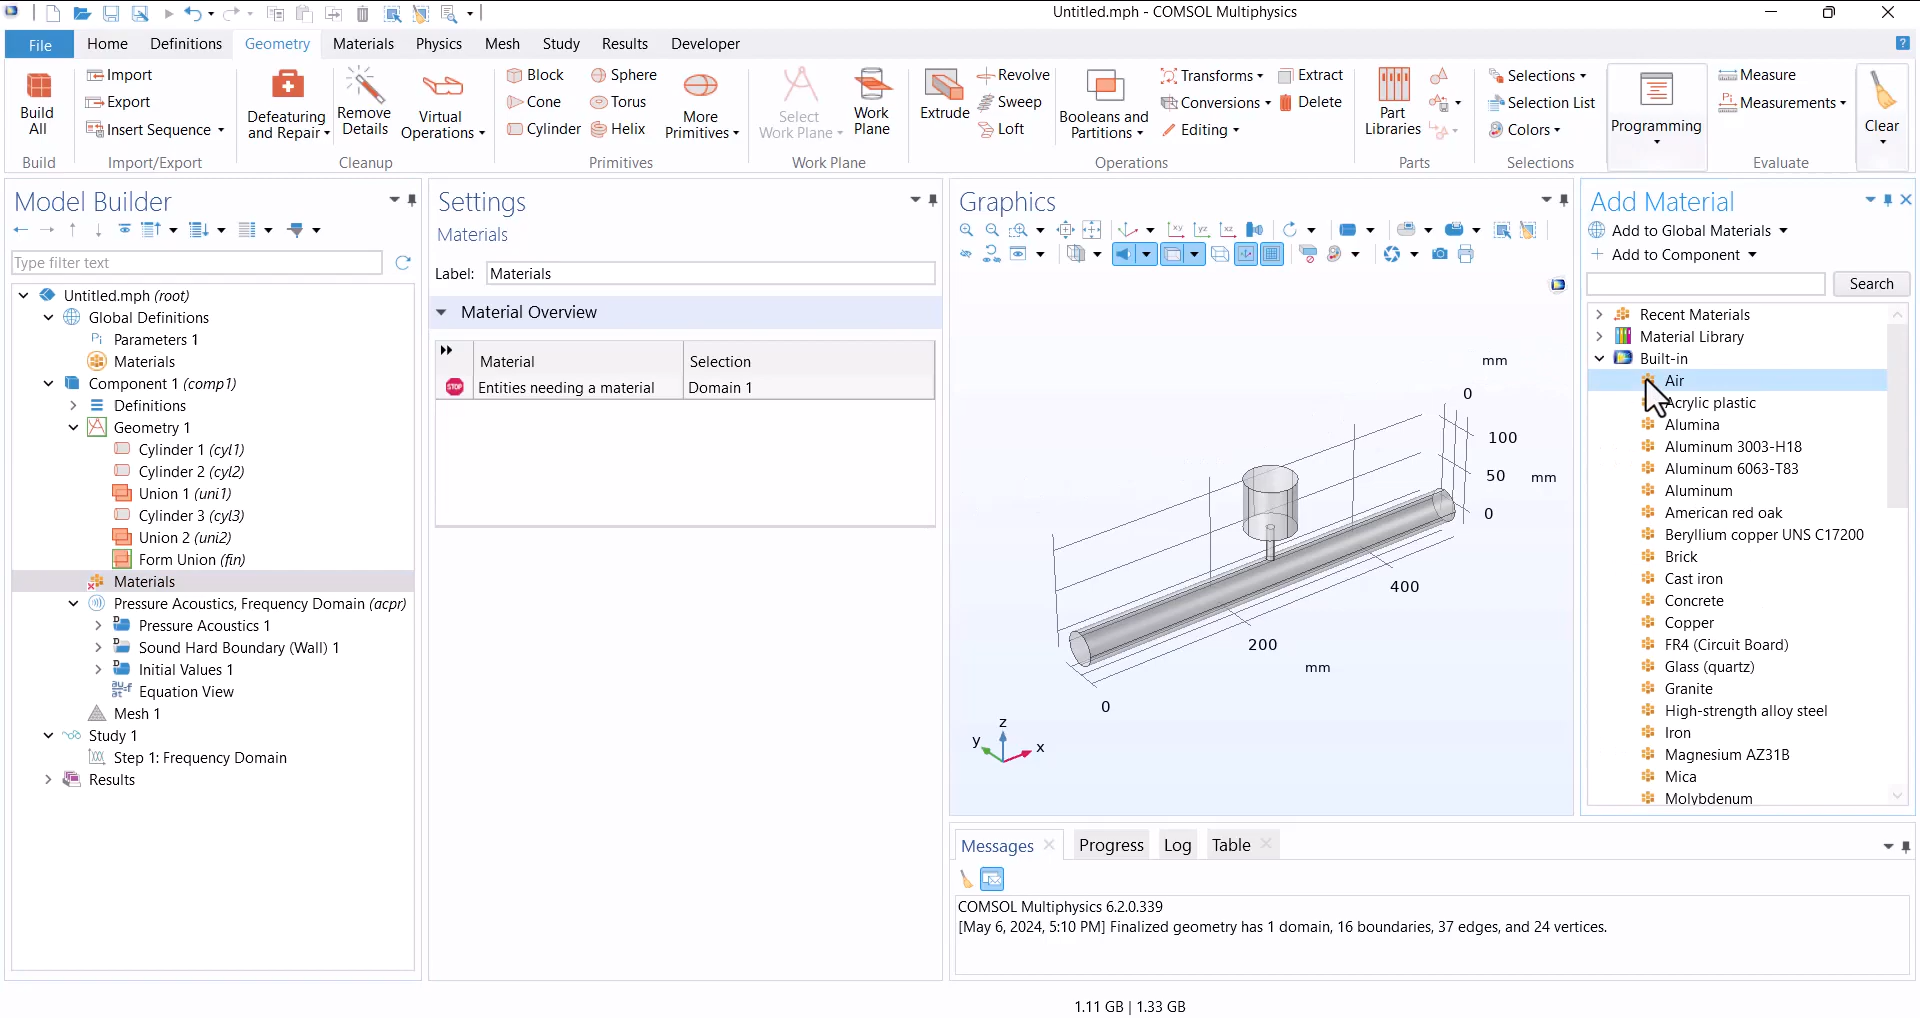 Untitled.mph - COMSOL Multiphysics
File
Home
Definitions
Geometry
Materials
Physics
Mesh
Study
Results
Developer
Build All
Build
Import
Export
Insert Sequence
Import/Export
Defeaturing and Repair
Remove Details
Virtual Operations
Cleanup
Block
Cone
Cylinder
Sphere
Torus
Helix
More Primitives
Primitives
Select Work Plane
Work Plane
Work Plane
Extrude
Revolve
Sweep
Loft
Booleans and Partitions
Transforms
Conversions
Editing
Extract
Delete
Operations
Part Libraries
Parts
Selections
Selection List
Colors
Selections
Programming
Measure
Measurements
Evaluate
Clear
Model Builder
Type filter text
Untitled.mph (root)
Global Definitions
Pi Parameters 1
Materials
Component 1 (comp1)
Definitions
Geometry 1
Cylinder 1 (cyl1)
Cylinder 2 (cyl2)
Union 1 (uni1)
Cylinder 3 (cyl3)
Union 2 (uni2)
Form Union (fin)
Materials
Pressure Acoustics, Frequency Domain (acpr)
Pressure Acoustics 1
Sound Hard Boundary (Wall) 1
Initial Values 1
Equation View
Mesh 1
Study 1
Step 1: Frequency Domain
Results
Settings
Materials
Label: Materials
Material Overview
Material Selection
STOP Entities needing a material Domain 1
Graphics
xy
yz
xz
mm
0
100
50 mm
0
400
200
mm
0
z
y
x
Add Material
Add to Global Materials
Add to Component
Search
Recent Materials
Material Library
Built-in
Air
Acrylic plastic
Alumina
Aluminum 3003-H18
Aluminum 6063-T83
Aluminum
American red oak
Beryllium copper UNS C17200
Brick
Cast iron
Concrete
Copper
FR4 (Circuit Board)
Glass (quartz)
Granite
High-strength alloy steel
Iron
Magnesium AZ31B
Mica
Molybdenum
Messages
Progress
Log
Table
COMSOL Multiphysics 6.2.0.339
[May 6, 2024, 5:10 PM] Finalized geometry has 1 domain, 16 boundaries, 37 edges, and 24 vertices.
1.11 GB | 1.33 GB